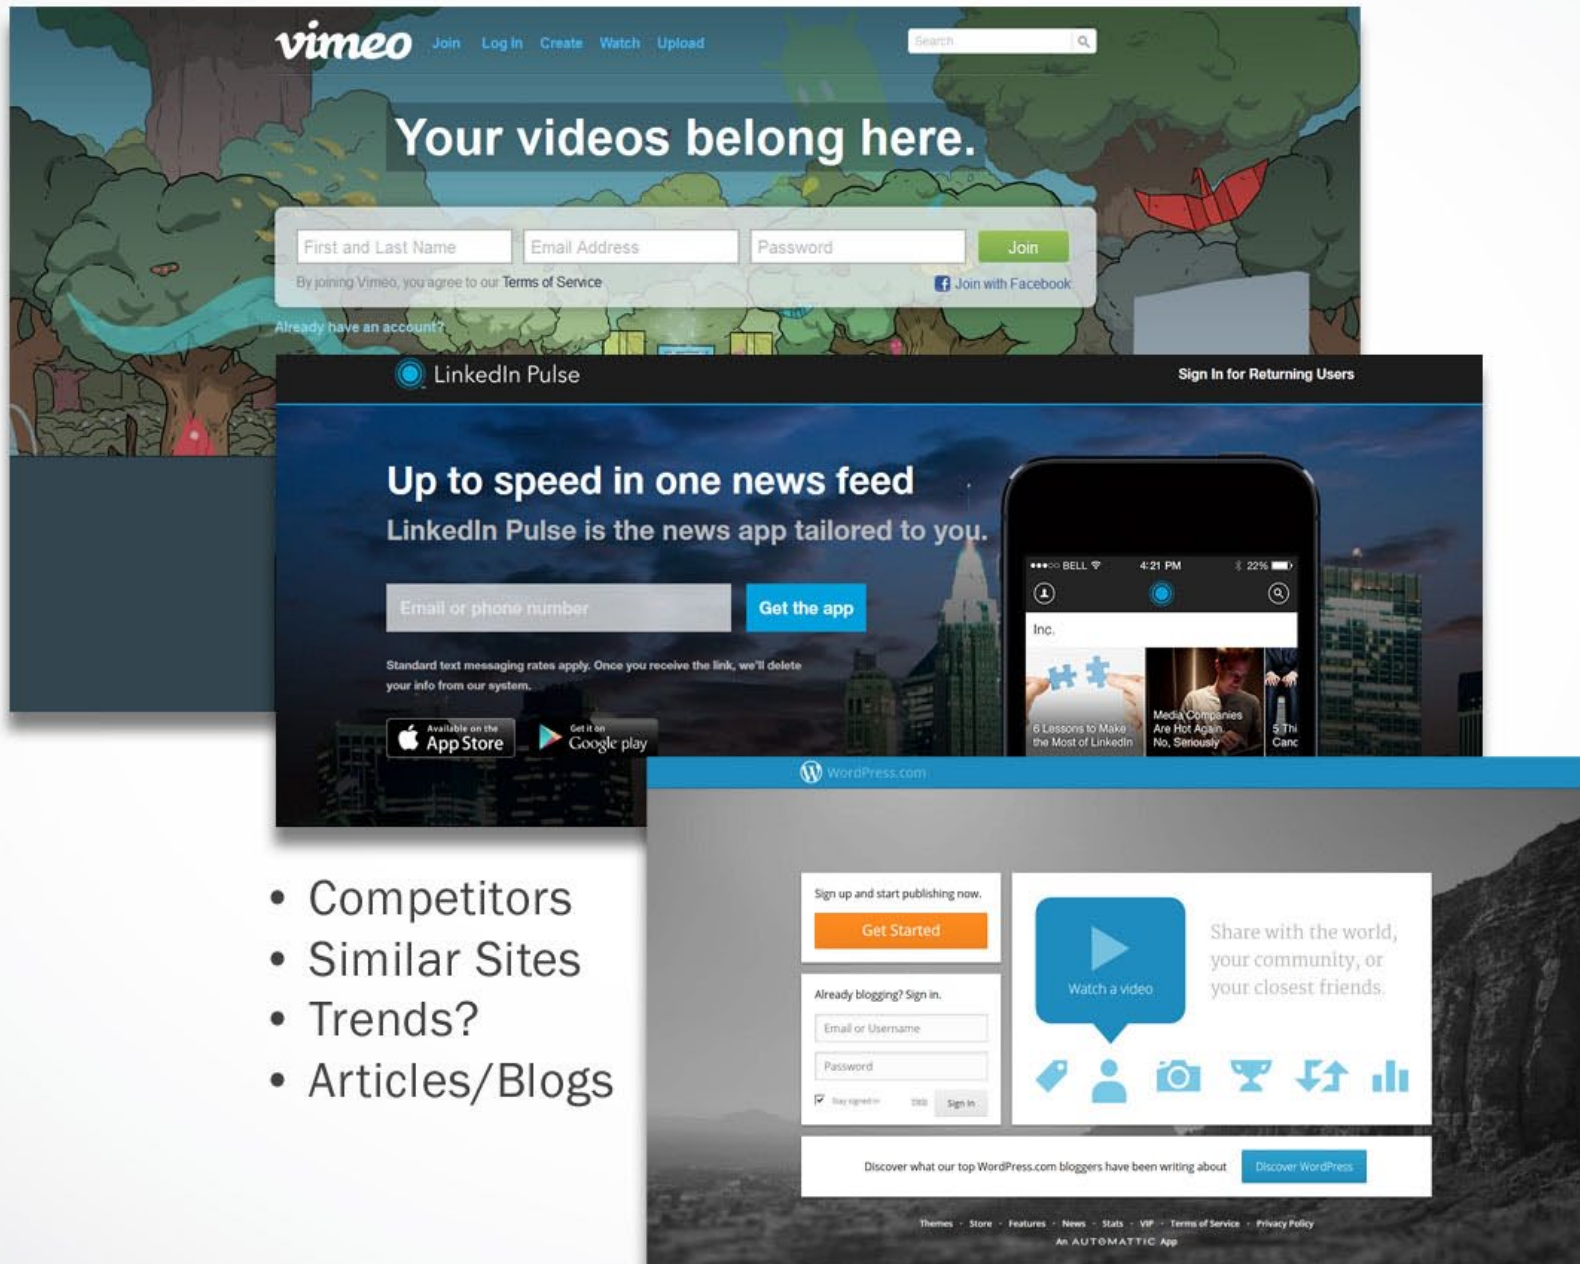 vimeo Join Log In Create Watch Upload Search
Your videos belong here.
First and Last Name Email Address Password Join
By joining Vimeo, you agree to our Terms of Service Join with Facebook
Already have an account?
LinkedIn Pulse Sign In for Returning Users
Up to speed in one news feed
LinkedIn Pulse is the news app tailored to you.
Email or phone number Get the app
Standard text messaging rates apply. Once you receive the link, we'll delete
your info from our system.
Available on the
App Store
Get it on
Google play
BELL 4:21 PM 22%
Inc.
6 Lessons to Make
the Most of LinkedIn
Media Companies
Are Hot Again.
No, Seriously
5 Thi
Canc
WordPress.com
Sign up and start publishing now.
Get Started
Already blogging? Sign in.
Email or Username
Password
Stay signed in Sign In
Watch a video
Share with the world,
your community, or
your closest friends.
Discover what our top WordPress.com bloggers have been writing about Discover WordPress
Themes · Store · Features · News · Stats · VIP · Terms of Service · Privacy Policy
An AUTOMATTIC App
• Competitors
• Similar Sites
• Trends?
• Articles/Blogs